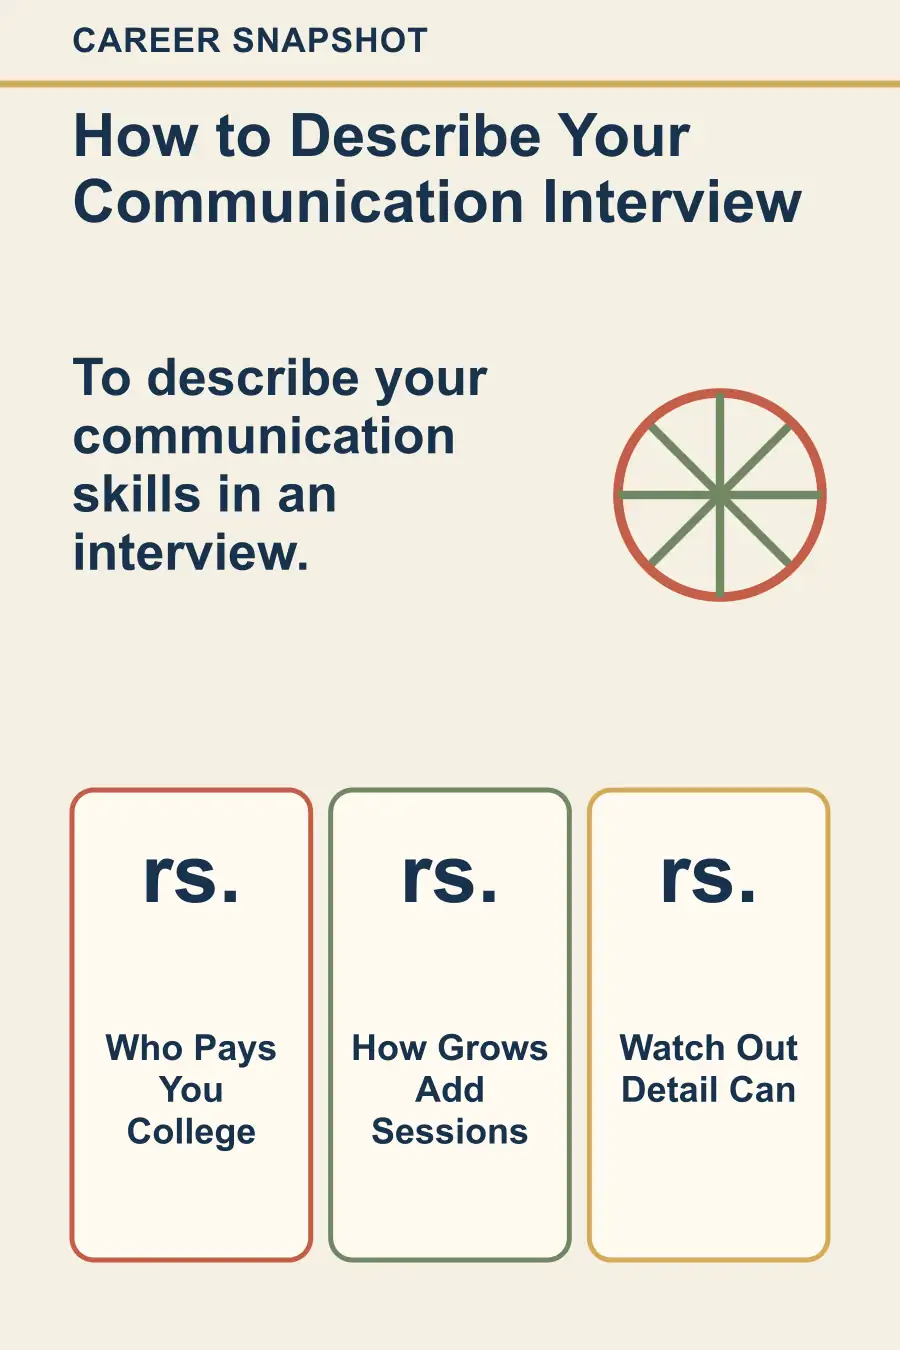 CAREER SNAPSHOT
How to Describe Your
Communication Interview
To describe your
communication
skills in an
interview.
rs.
Who Pays
You
College
rs.
How Grows
Add
Sessions
rs.
Watch Out
Detail Can